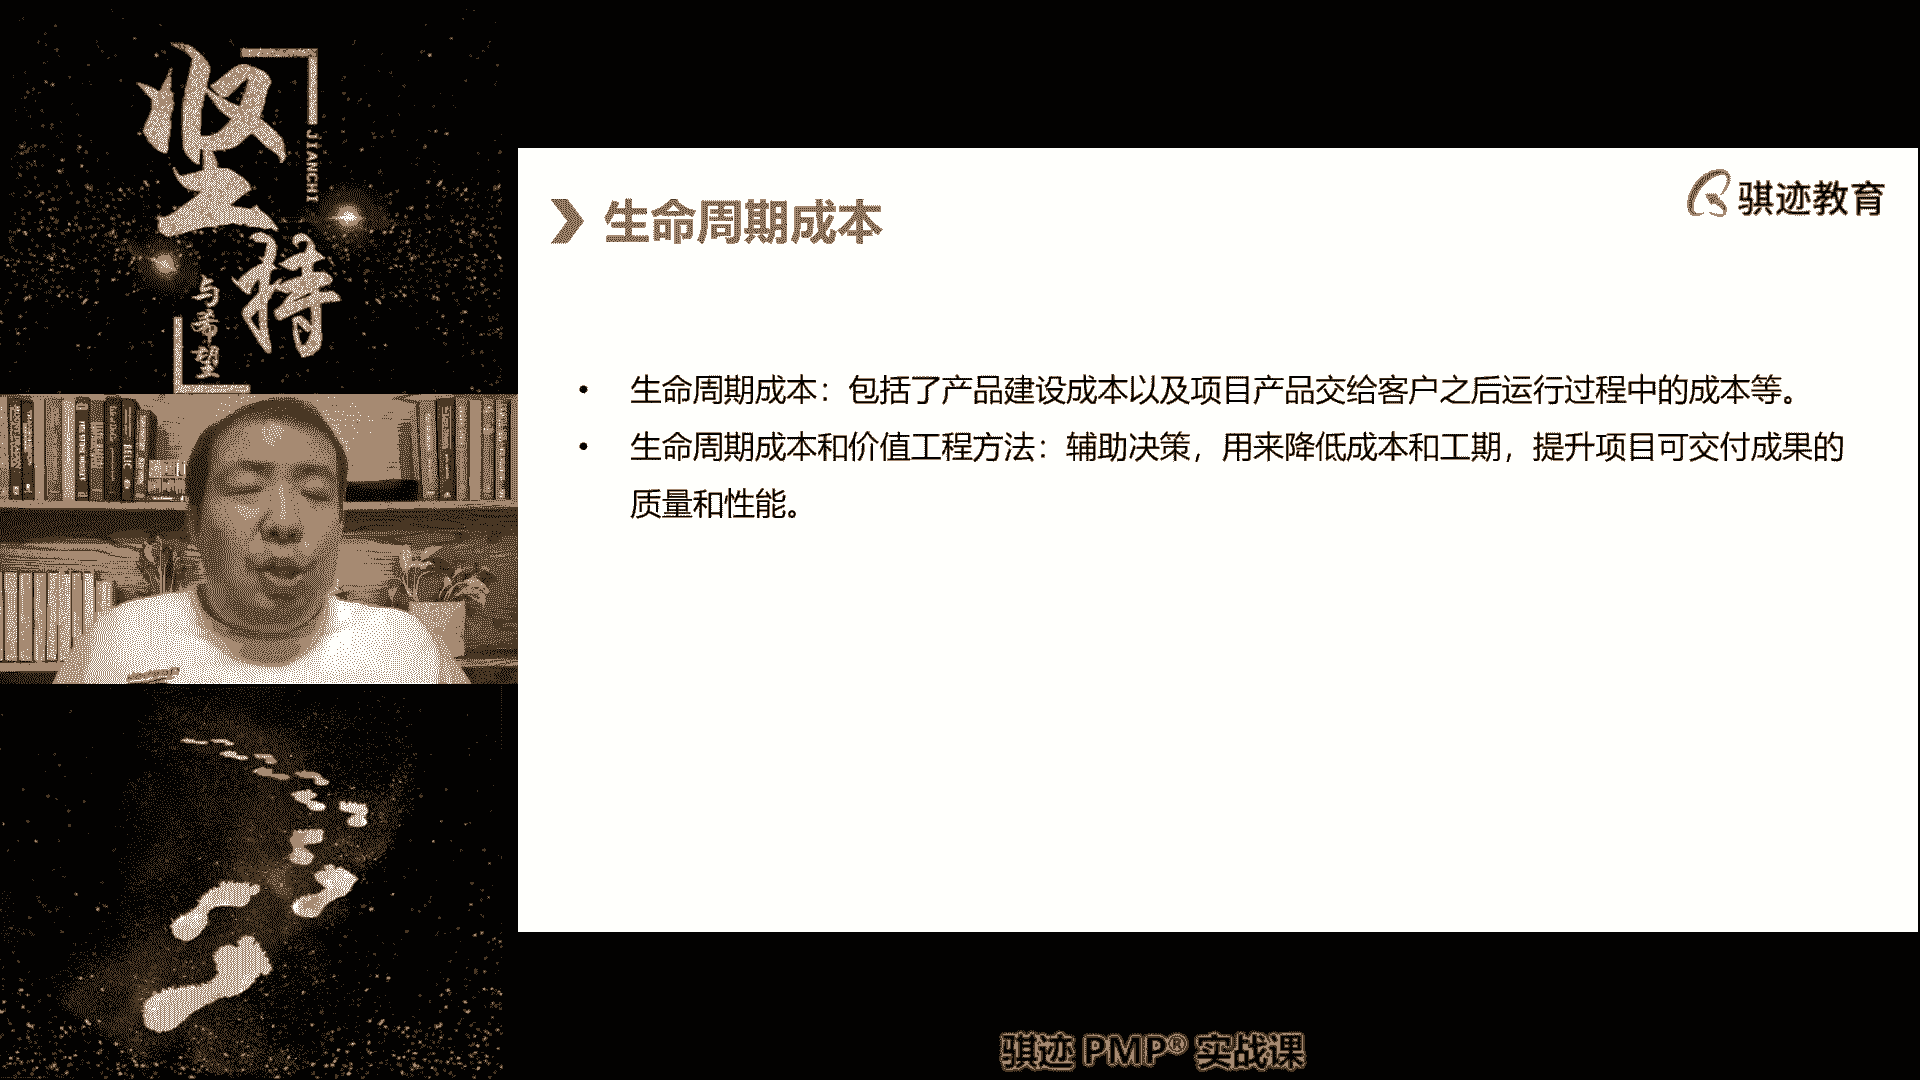 坚持
JIANCHI
与希望
生命周期成本
骐迹教育
• 生命周期成本：包括了产品建设成本以及项目产品交给客户之后运行过程中的成本等。
• 生命周期成本和价值工程方法：辅助决策，用来降低成本和工期，提升项目可交付成果的
质量和性能。
骐迹 PMP® 实战课